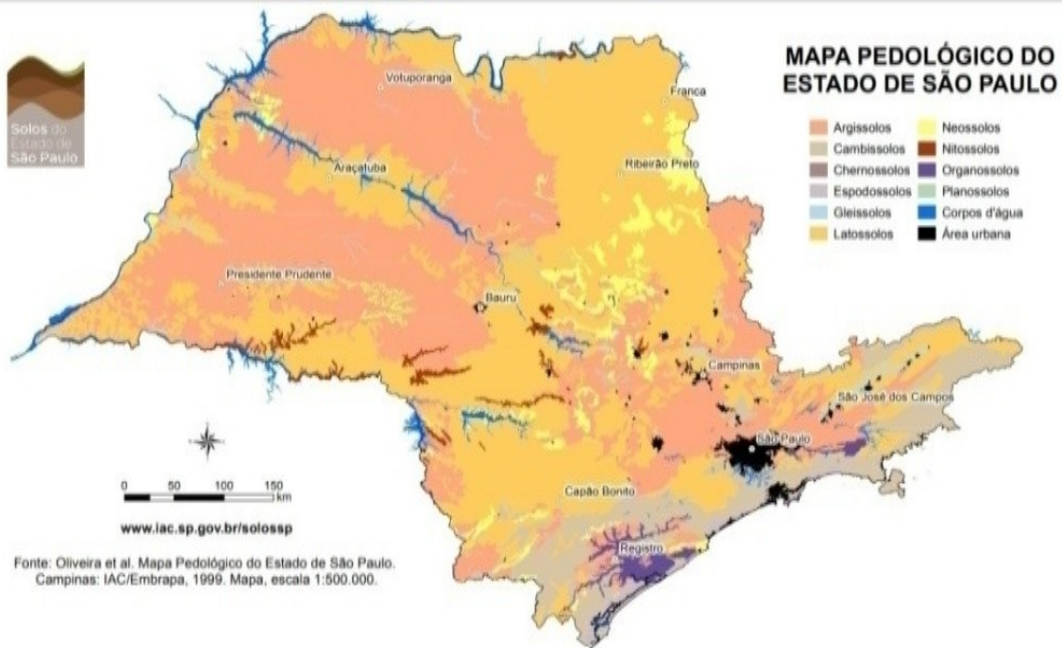 Solos do
Estado de
São Paulo
MAPA PEDOLÓGICO DO
ESTADO DE SÃO PAULO
Argissolos
Cambissolos
Chernossolos
Espodossolos
Gleissolos
Latossolos
Neossolos
Nitossolos
Organossolos
Planossolos
Corpos d'água
Área urbana
Votuporanga
Franca
Ribeirão Preto
Araçatuba
Presidente Prudente
Bauru
Campinas
São José dos Campos
São Paulo
Capão Bonito
Registro
0 50 100 150
km
www.iac.sp.gov.br/solossp
Fonte: Oliveira et al. Mapa Pedológico do Estado de São Paulo.
Campinas: IAC/Embrapa, 1999. Mapa, escala 1:500.000.